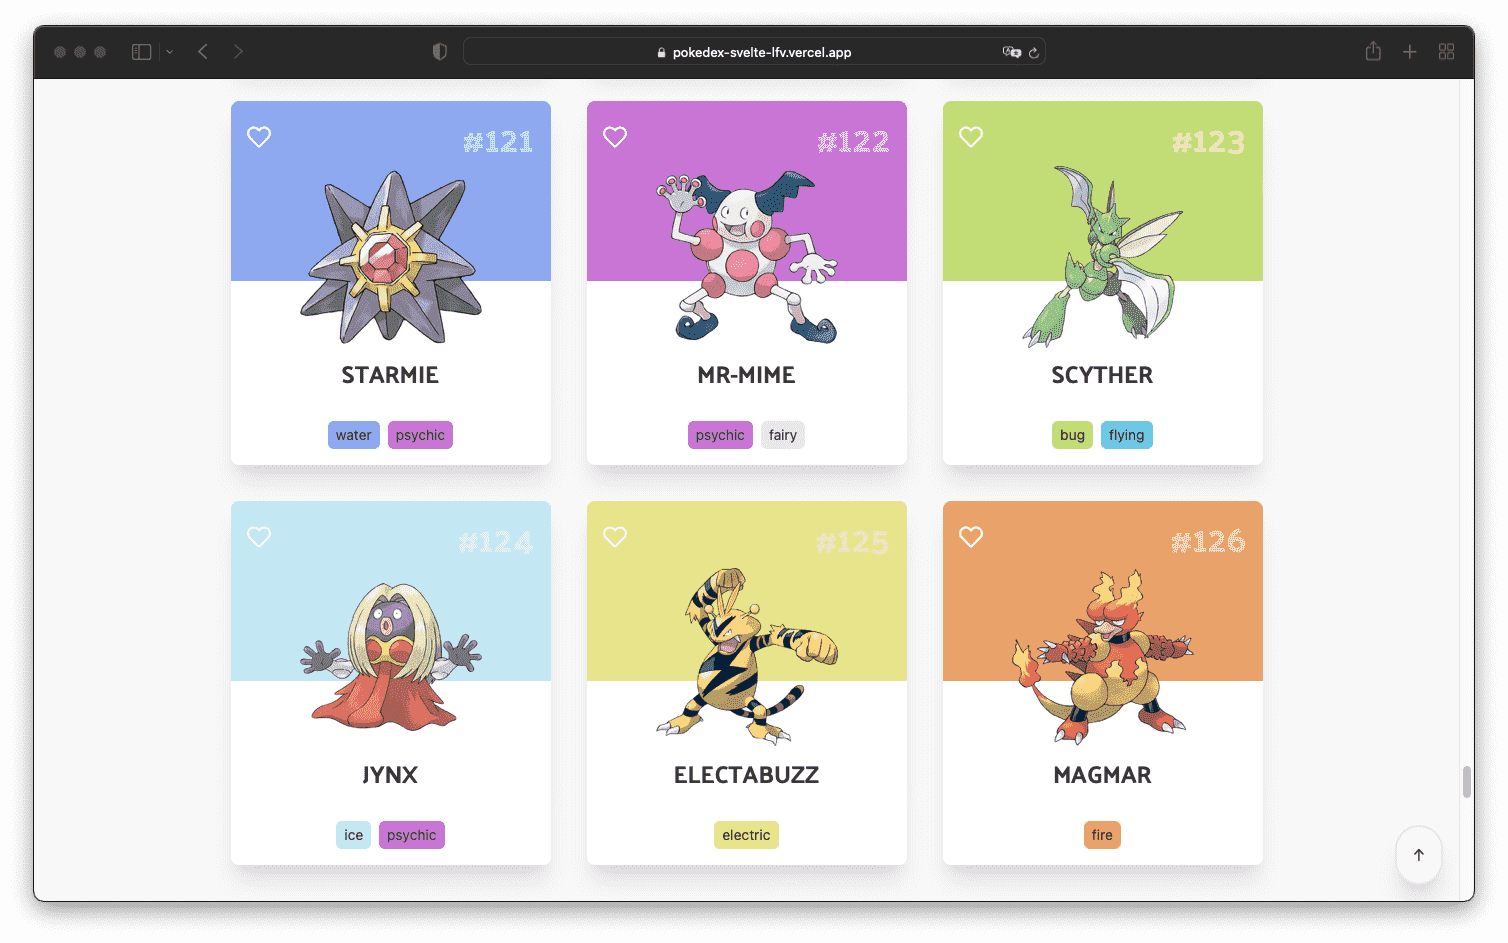 pokedex-svelte-lfv.vercel.app
#121
#122
#123
STARMIE
MR-MIME
SCYTHER
water psychic
psychic fairy
bug flying
#124
#125
#126
JYNX
ELECTABUZZ
MAGMAR
ice psychic
electric
fire